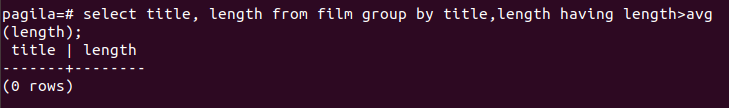 pagila=# select title, length from film group by title,length having length>avg
(length);
 title | length
-------+--------
(0 rows)